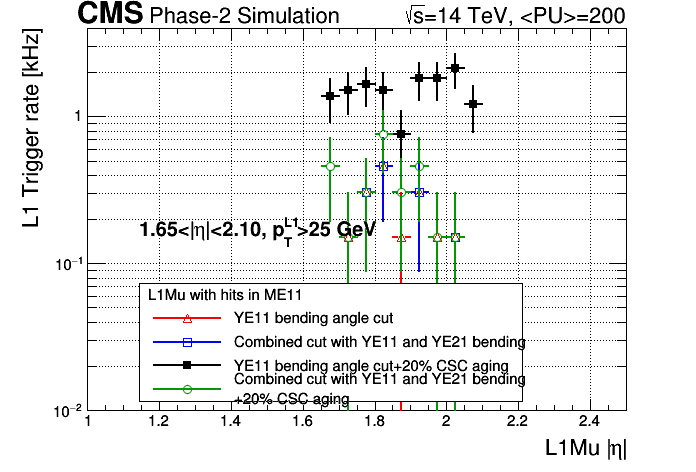 CMS Phase-2 Simulation √s=14 TeV, <PU>=200
L1 Trigger rate [kHz]
1
10⁻¹
10⁻²
1.65<|η|<2.10, p_T^L1>25 GeV
L1Mu with hits in ME11
YE11 bending angle cut
Combined cut with YE11 and YE21 bending
YE11 bending angle cut+20% CSC aging
Combined cut with YE11 and YE21 bending
+20% CSC aging
1 1.2 1.4 1.6 1.8 2 2.2 2.4
L1Mu |η|